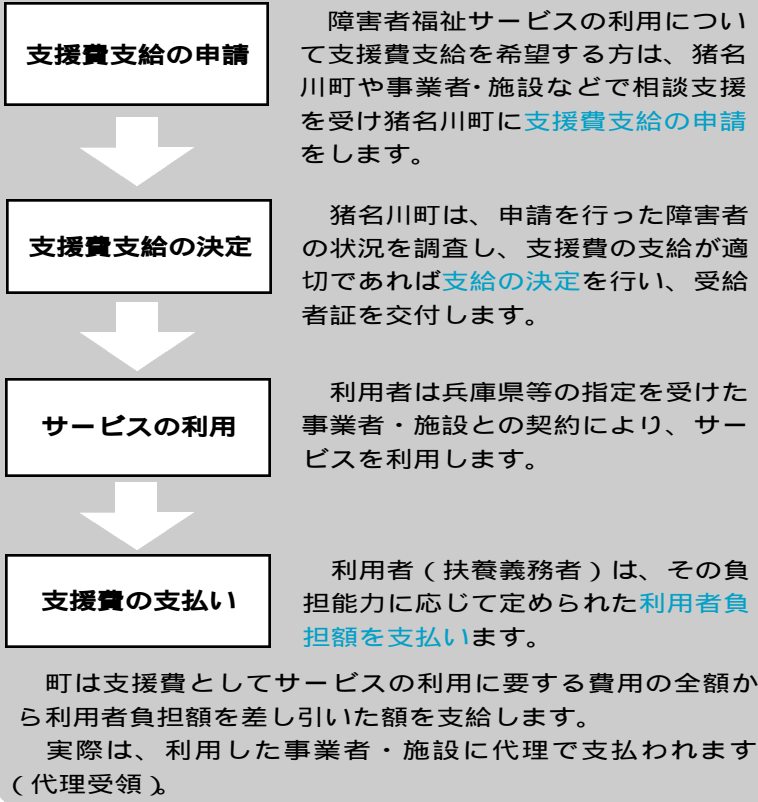 支援費支給の申請
障害者福祉サービスの利用につい
て支援費支給を希望する方は、猪名
川町や事業者・施設などで相談支援
を受け猪名川町に支援費支給の申請
をします。
支援費支給の決定
猪名川町は、申請を行った障害者
の状況を調査し、支援費の支給が適
切であれば支給の決定を行い、受給
者証を交付します。
サービスの利用
利用者は兵庫県等の指定を受けた
事業者・施設との契約により、サー
ビスを利用します。
支援費の支払い
利用者（扶養義務者）は、その負
担能力に応じて定められた利用者負
担額を支払います。
町は支援費としてサービスの利用に要する費用の全額か
ら利用者負担額を差し引いた額を支給します。
実際は、利用した事業者・施設に代理で支払われます
（代理受領）。